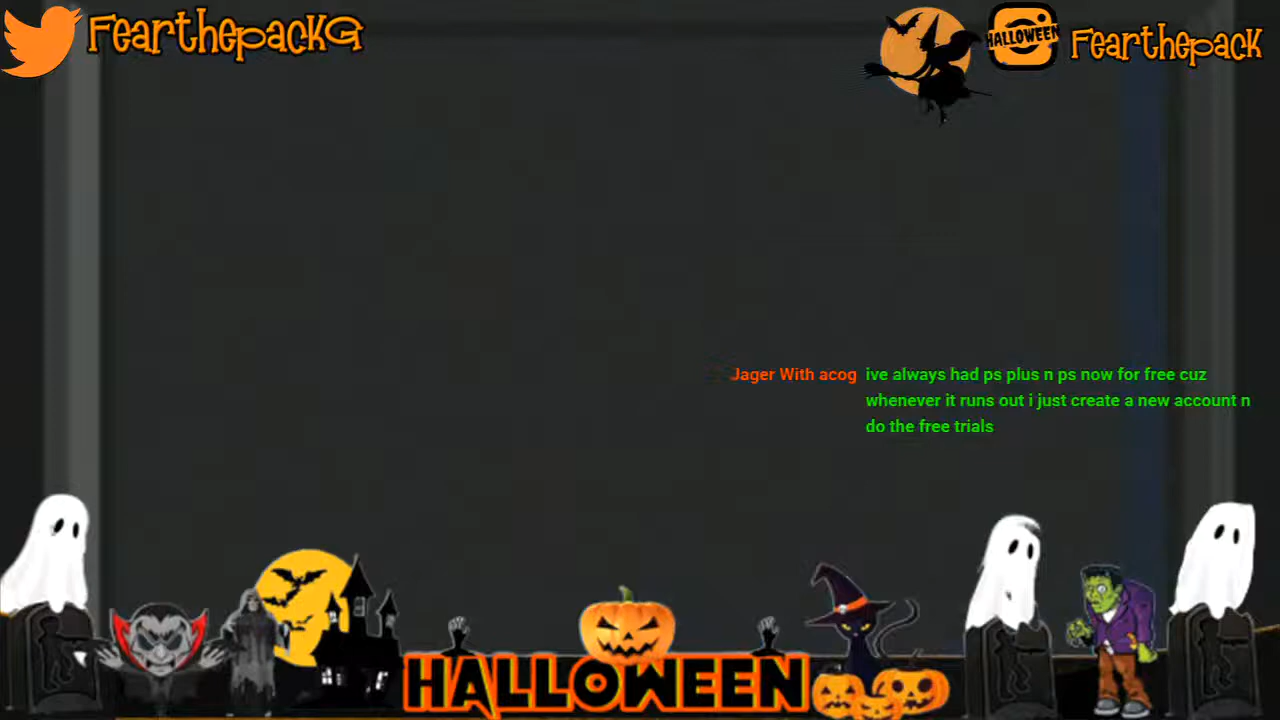 FearthepackG
HALLOWEEN
Fearthepack
Jager With acog ive always had ps plus n ps now for free cuz
whenever it runs out i just create a new account n
do the free trials
HALLOWEEN